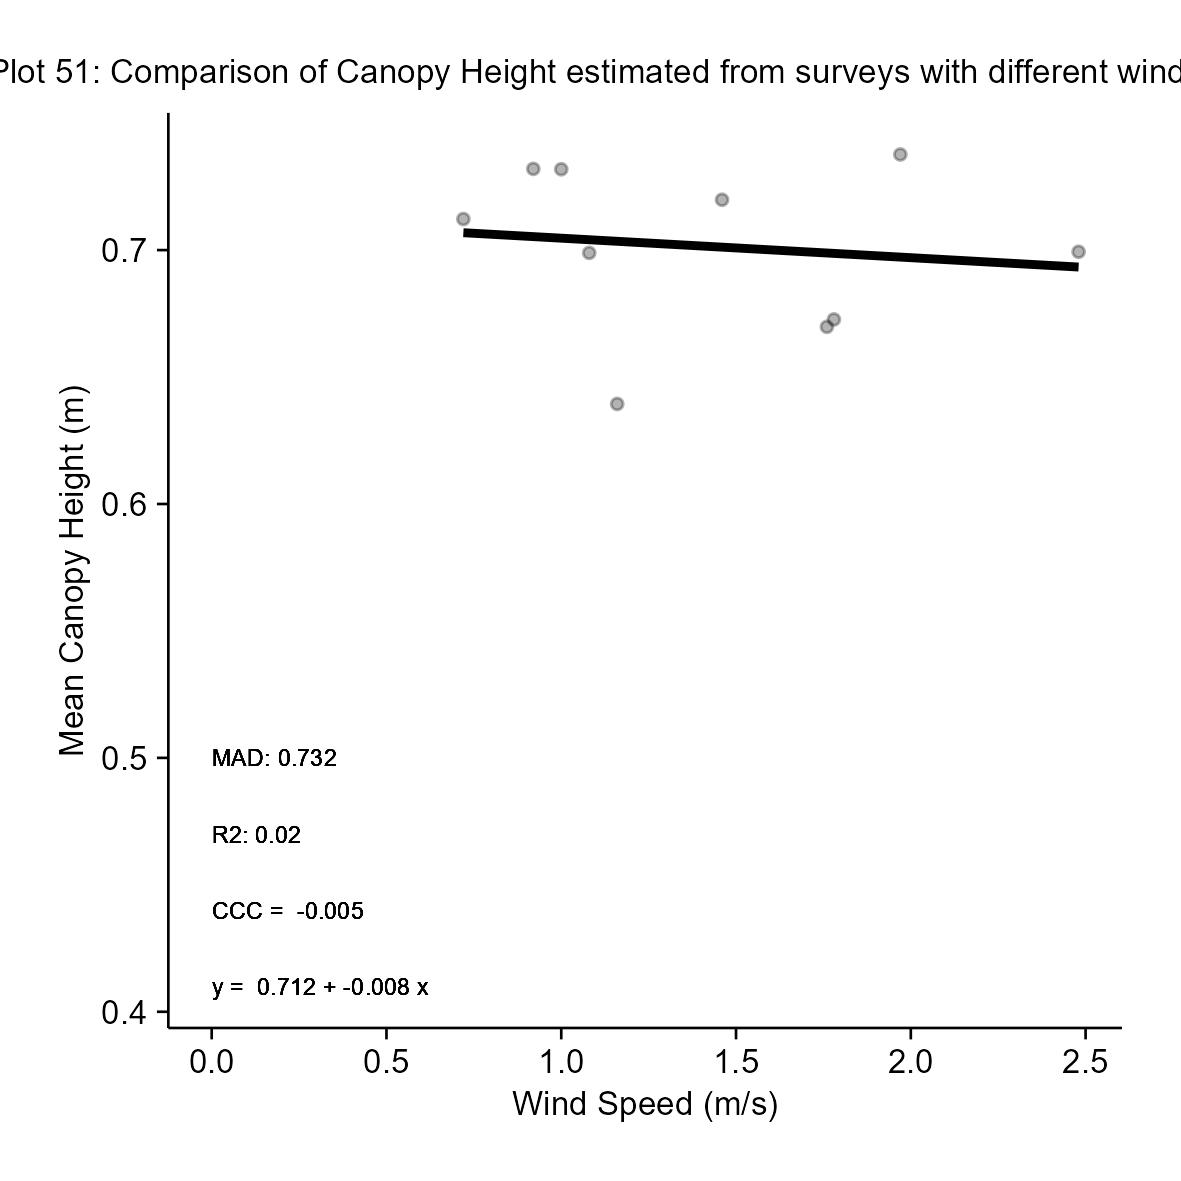 Plot 51: Comparison of Canopy Height estimated from surveys with different wind
0.7
0.6
0.5
0.4
Mean Canopy Height (m)
MAD: 0.732
R2: 0.02
CCC =  -0.005
y =  0.712 + -0.008 x
0.0 0.5 1.0 1.5 2.0 2.5
Wind Speed (m/s)